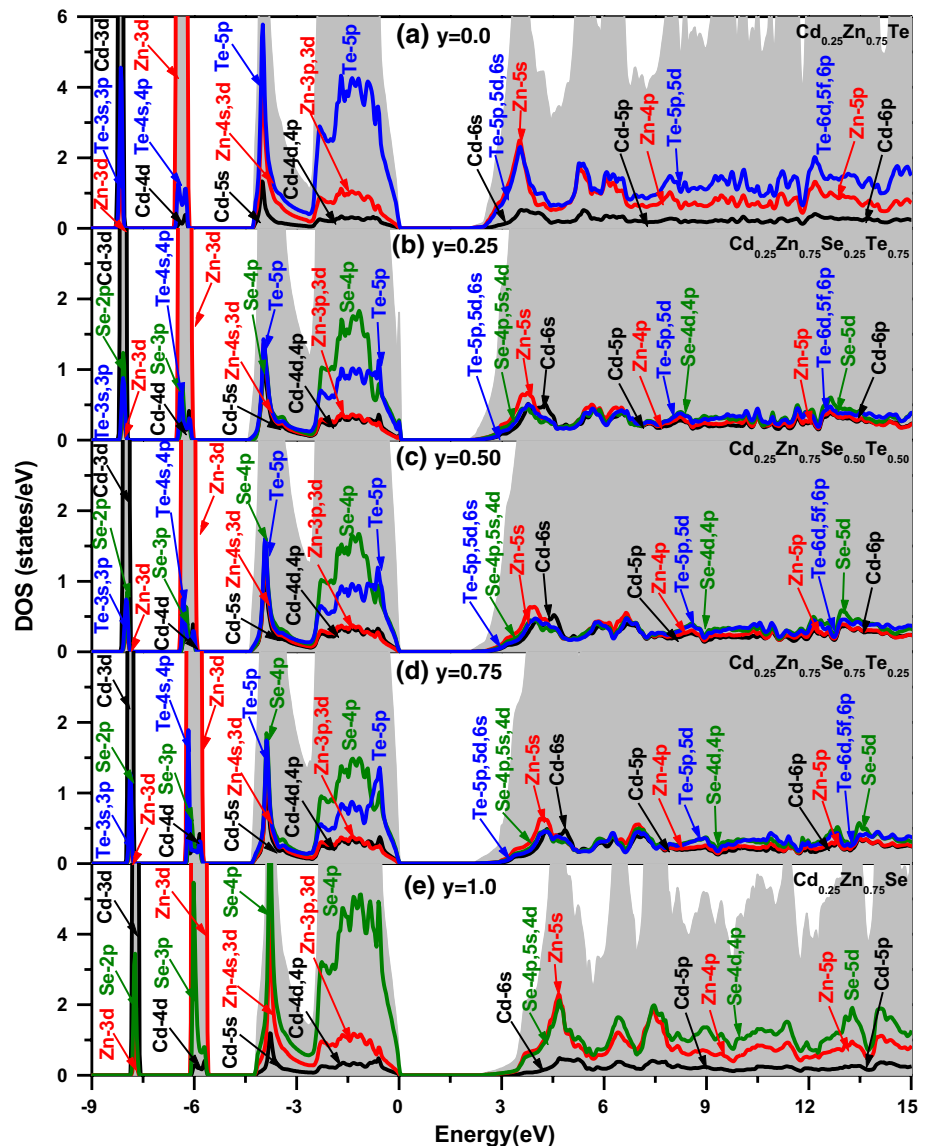 DOS (states/eV)
6
4
2
0
(a) y=0.0
Cd0.25Zn0.75Te
Cd-3d
Te-3s,3p
Zn-3d
Zn-3d
Te-4s,4p
Cd-4d
Te-5p
Zn-4s,3d
Cd-5s
Cd-4d,4p
Zn-3p,3d
Te-5p
Cd-6s
Te-5p,5d,6s
Zn-5s
Cd-5p
Zn-4p
Te-5p,5d
Te-6d,5f,6p
Zn-5p
Cd-6p
2
1
0
(b) y=0.25
Cd0.25Zn0.75Se0.25Te0.75
Cd-3d
Se-2p
Te-3s,3p
Zn-3d
Te-4s,4p
Se-3p
Cd-4d
Zn-3d
Se-4p
Te-5p
Zn-4s,3d
Cd-5s
Cd-4d,4p
Zn-3p,3d
Se-4p
Te-5p
Te-5p,5d,6s
Se-4p,5s,4d
Zn-5s
Cd-6s
Cd-5p
Zn-4p
Te-5p,5d
Se-4d,4p
Zn-5p
Te-6d,5f,6p
Se-5d
Cd-6p
2
1
0
(c) y=0.50
Cd0.25Zn0.75Se0.50Te0.50
Cd-3d
Se-2p
Te-3s,3p
Zn-3d
Te-4s,4p
Se-3p
Cd-4d
Zn-3d
Se-4p
Te-5p
Zn-4s,3d
Cd-5s
Cd-4d,4p
Zn-3p,3d
Se-4p
Te-5p
Te-5p,5d,6s
Se-4p,5s,4d
Zn-5s
Cd-6s
Cd-5p
Zn-4p
Te-5p,5d
Se-4d,4p
Zn-5p
Te-6d,5f,6p
Se-5d
Cd-6p
2
1
0
(d) y=0.75
Cd0.25Zn0.75Se0.75Te0.25
Cd-3d
Se-2p
Te-3s,3p
Zn-3d
Te-4s,4p
Se-3p
Cd-4d
Zn-3d
Te-5p
Se-4p
Zn-4s,3d
Cd-5s
Cd-4d,4p
Zn-3p,3d
Se-4p
Te-5p
Te-5p,5d,6s
Se-4p,5s,4d
Zn-5s
Cd-6s
Cd-5p
Zn-4p
Te-5p,5d
Se-4d,4p
Cd-6p
Zn-5p
Te-6d,5f,6p
Se-5d
4
2
0
(e) y=1.0
Cd0.25Zn0.75Se
Cd-3d
Se-2p
Zn-3d
Zn-3d
Se-3p
Cd-4d
Se-4p
Zn-4s,3d
Cd-5s
Cd-4d,4p
Zn-3p,3d
Se-4p
Cd-6s
Se-4p,5s,4d
Zn-5s
Cd-5p
Zn-4p
Se-4d,4p
Zn-5p
Se-5d
Cd-5p
-9 -6 -3 0 3 6 9 12 15
Energy(eV)